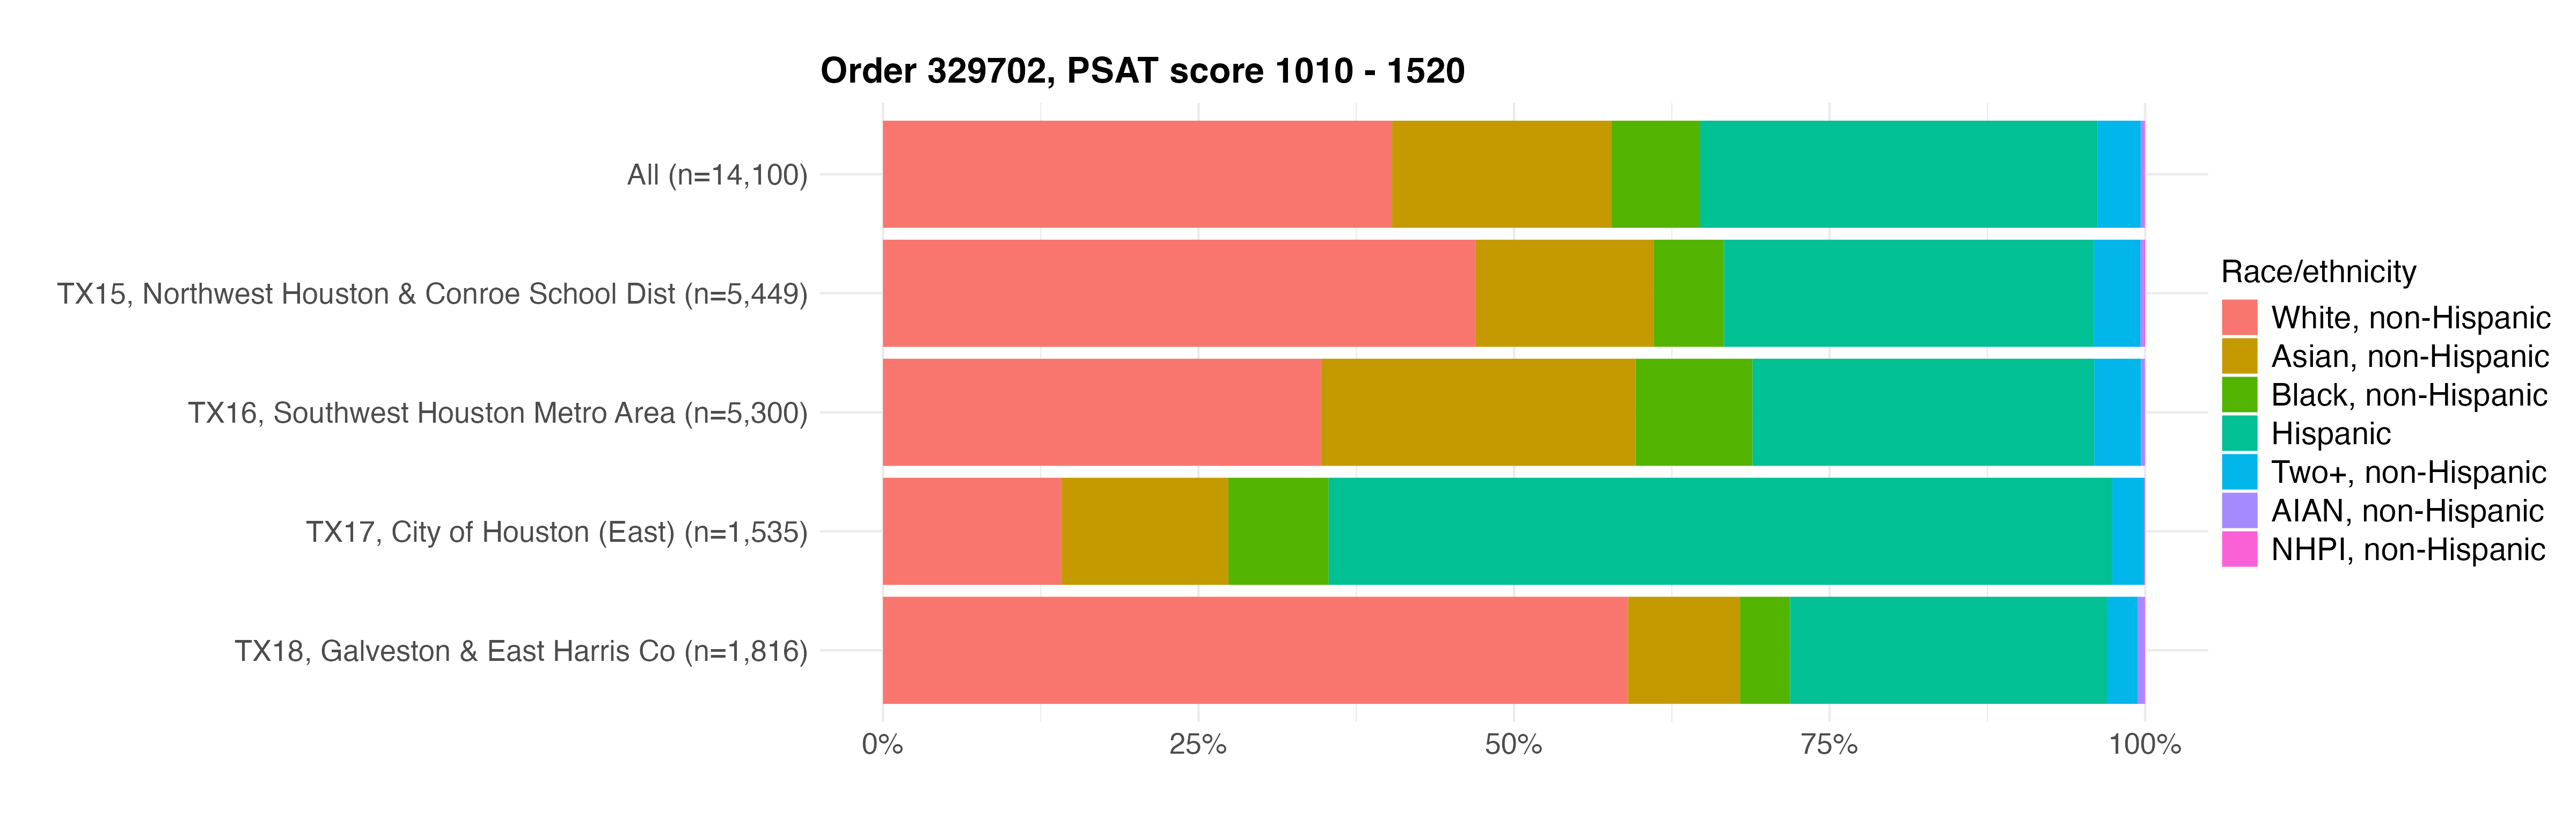 Order 329702, PSAT score 1010 - 1520
All (n=14,100)
TX15, Northwest Houston & Conroe School Dist (n=5,449)
TX16, Southwest Houston Metro Area (n=5,300)
TX17, City of Houston (East) (n=1,535)
TX18, Galveston & East Harris Co (n=1,816)
0% 25% 50% 75% 100%
Race/ethnicity
White, non-Hispanic
Asian, non-Hispanic
Black, non-Hispanic
Hispanic
Two+, non-Hispanic
AIAN, non-Hispanic
NHPI, non-Hispanic